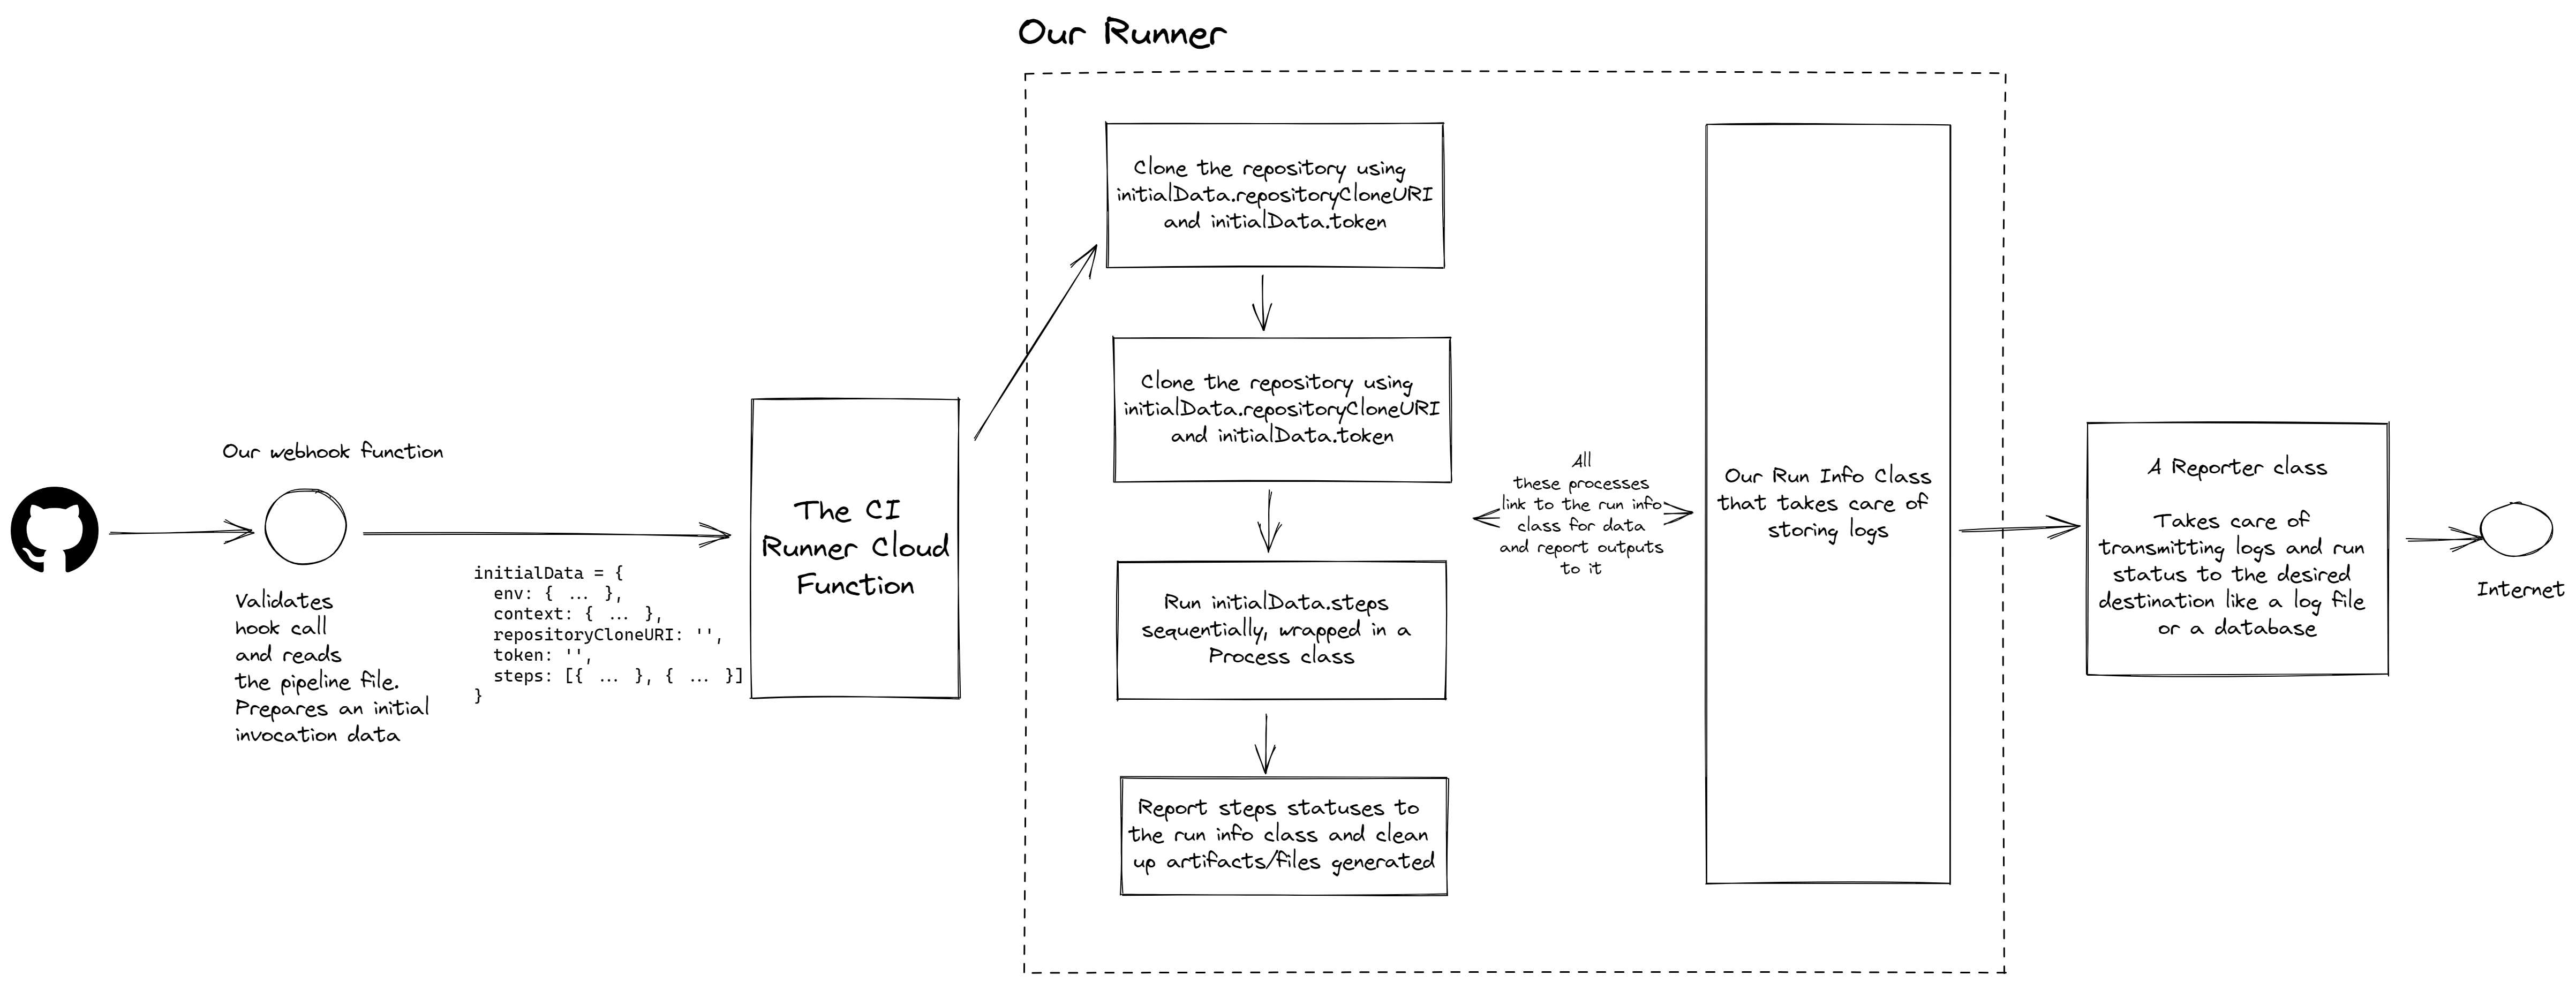 Our Runner
Our webhook function
Validates
hook call
and reads
the pipeline file.
Prepares an initial
invocation data
initialData = {
  env: { ... },
  context: { ... },
  repositoryCloneURI: '',
  token: '',
  steps: [{ ... }, { ... }]
}
The CI
Runner Cloud
Function
Clone the repository using
initialData.repositoryCloneURI
and initialData.token
Clone the repository using
initialData.repositoryCloneURI
and initialData.token
Run initialData.steps
sequentially, wrapped in a
Process class
Report steps statuses to
the run info class and clean
up artifacts/files generated
All
these processes
link to the run info
class for data
and report outputs
to it
Our Run Info Class
that takes care of
storing logs
A Reporter class
Takes care of
transmitting logs and run
status to the desired
destination like a log file
or a database
Internet